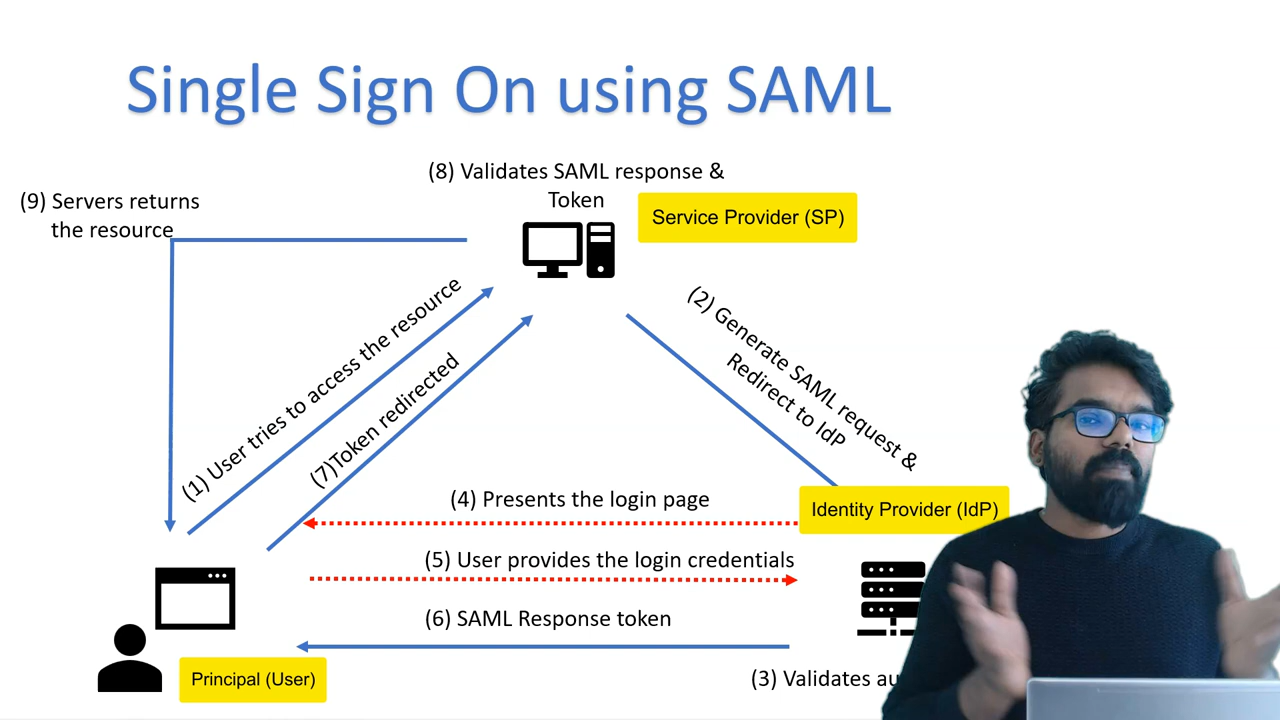 Single Sign On using SAML
(8) Validates SAML response &
Token
Service Provider (SP)
(9) Servers returns
the resource
(1) User tries to access the resource
(7)Token redirected
(2) Generate SAML request &
Redirect to IdP
(4) Presents the login page
Identity Provider (IdP)
(5) User provides the login credentials
(6) SAML Response token
Principal (User)
(3) Validates